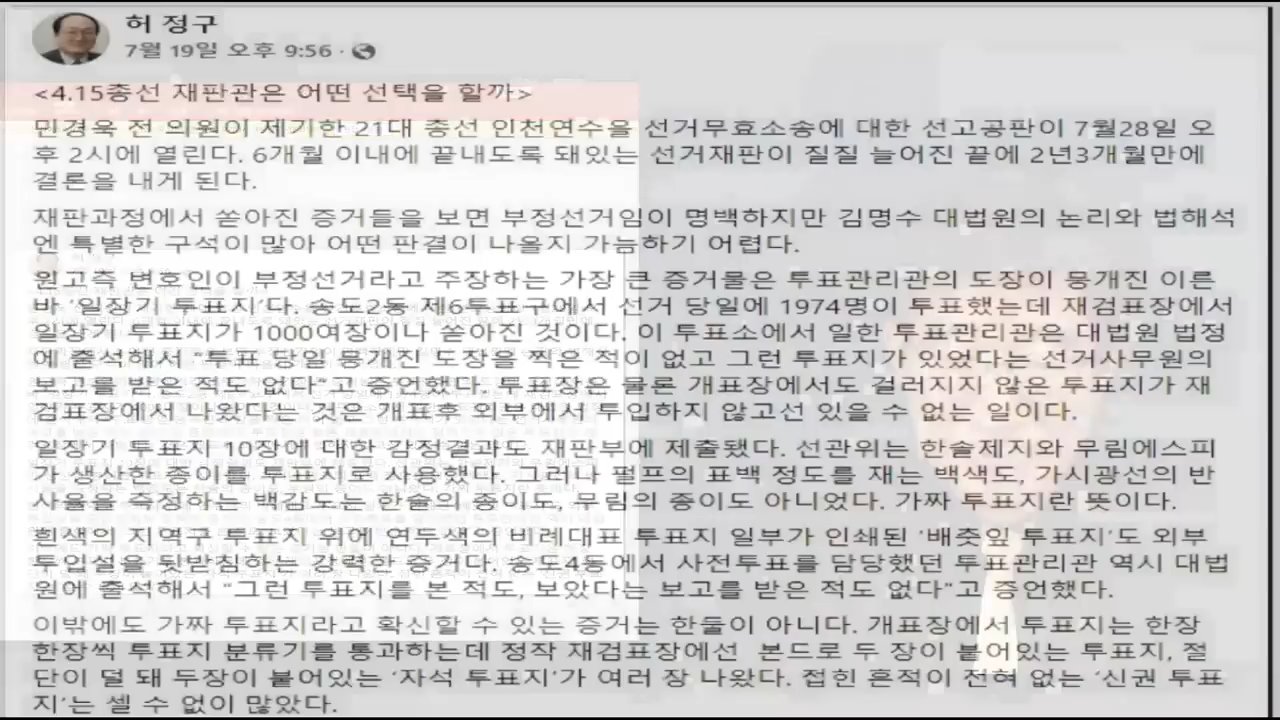 허 정구
7월 19일 오후 9:56 ·
<4.15총선 재판관은 어떤 선택을 할까>
민경욱 전 의원이 제기한 21대 총선 인천연수을 선거무효소송에 대한 선고공판이 7월28일 오
후 2시에 열린다. 6개월 이내에 끝내도록 돼있는 선거재판이 질질 늘어진 끝에 2년3개월만에
결론을 내게 된다.
재판과정에서 쏟아진 증거들을 보면 부정선거임이 명백하지만 김명수 대법원의 논리와 법해석
엔 특별한 구석이 많아 어떤 판결이 나올지 가늠하기 어렵다.
원고측 변호인이 부정선거라고 주장하는 가장 큰 증거물은 투표관리관의 도장이 뭉개진 이른
바 '일장기 투표지'다. 송도2동 제6투표구에서 선거 당일에 1974명이 투표했는데 재검표장에서
일장기 투표지가 1000여장이나 쏟아진 것이다. 이 투표소에서 일한 투표관리관은 대법원 법정
에 출석해서 "투표 당일 뭉개진 도장을 찍은 적이 없고 그런 투표지가 있었다는 선거사무원의
보고를 받은 적도 없다"고 증언했다. 투표장은 물론 개표장에서도 걸러지지 않은 투표지가 재
검표장에서 나왔다는 것은 개표후 외부에서 투입하지 않고선 있을 수 없는 일이다.
일장기 투표지 10장에 대한 감정결과도 재판부에 제출됐다. 선관위는 한솔제지와 무림에스피
가 생산한 종이를 투표지로 사용했다. 그러나 펄프의 표백 정도를 재는 백색도, 가시광선의 반
사율을 측정하는 백감도는 한솔의 종이도, 무림의 종이도 아니었다. 가짜 투표지란 뜻이다.
흰색의 지역구 투표지 위에 연두색의 비례대표 투표지 일부가 인쇄된 '배춧잎 투표지'도 외부
투입설을 뒷받침하는 강력한 증거다. 송도4동에서 사전투표를 담당했던 투표관리관 역시 대법
원에 출석해서 "그런 투표지를 본 적도, 보았다는 보고를 받은 적도 없다"고 증언했다.
이밖에도 가짜 투표지라고 확신할 수 있는 증거는 한둘이 아니다. 개표장에서 투표지는 한장
한장씩 투표지 분류기를 통과하는데 정작 재검표장에선 본드로 두 장이 붙어있는 투표지, 절
단이 덜 돼 두장이 붙어있는 '자석 투표지'가 여러 장 나왔다. 접힌 흔적이 전혀 없는 '신권 투표
지'는 셀 수 없이 많았다.